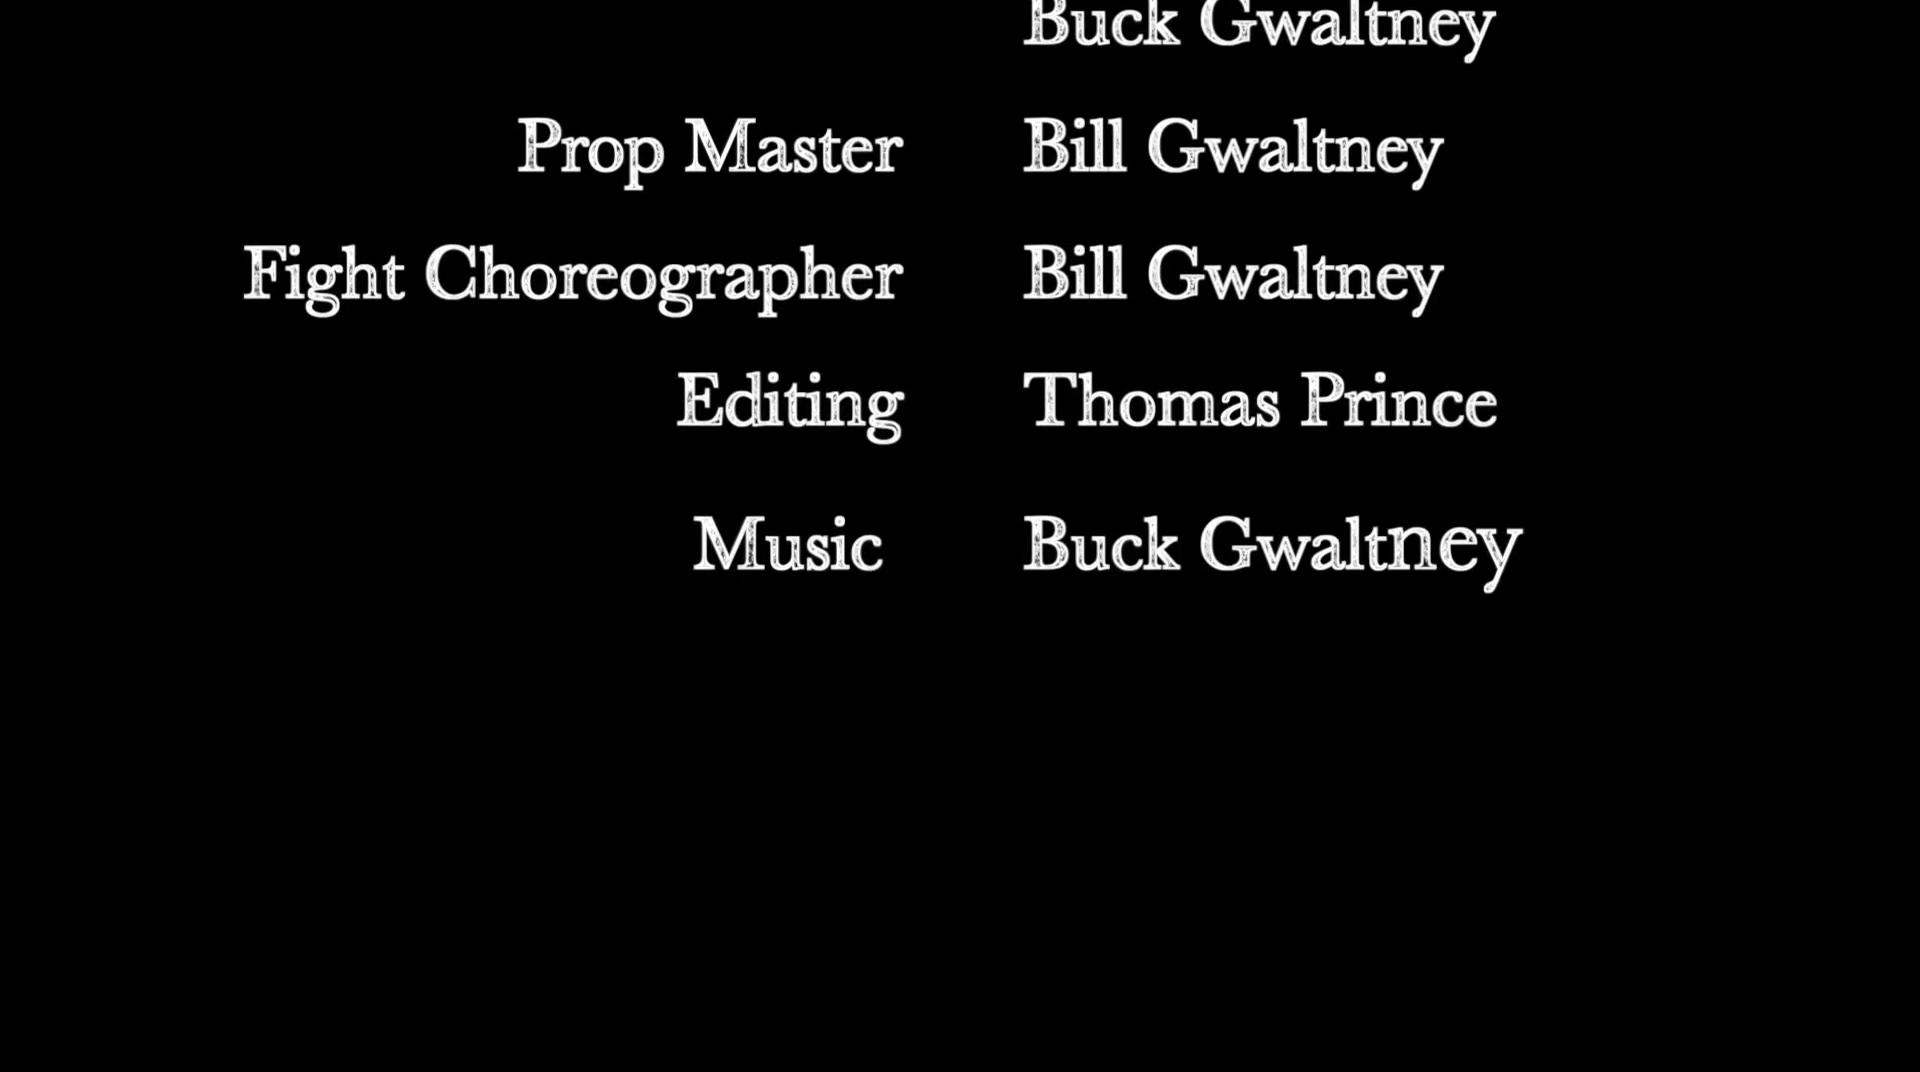 Buck Gwaltney
Prop Master Bill Gwaltney
Fight Choreographer Bill Gwaltney
Editing Thomas Prince
Music Buck Gwaltney